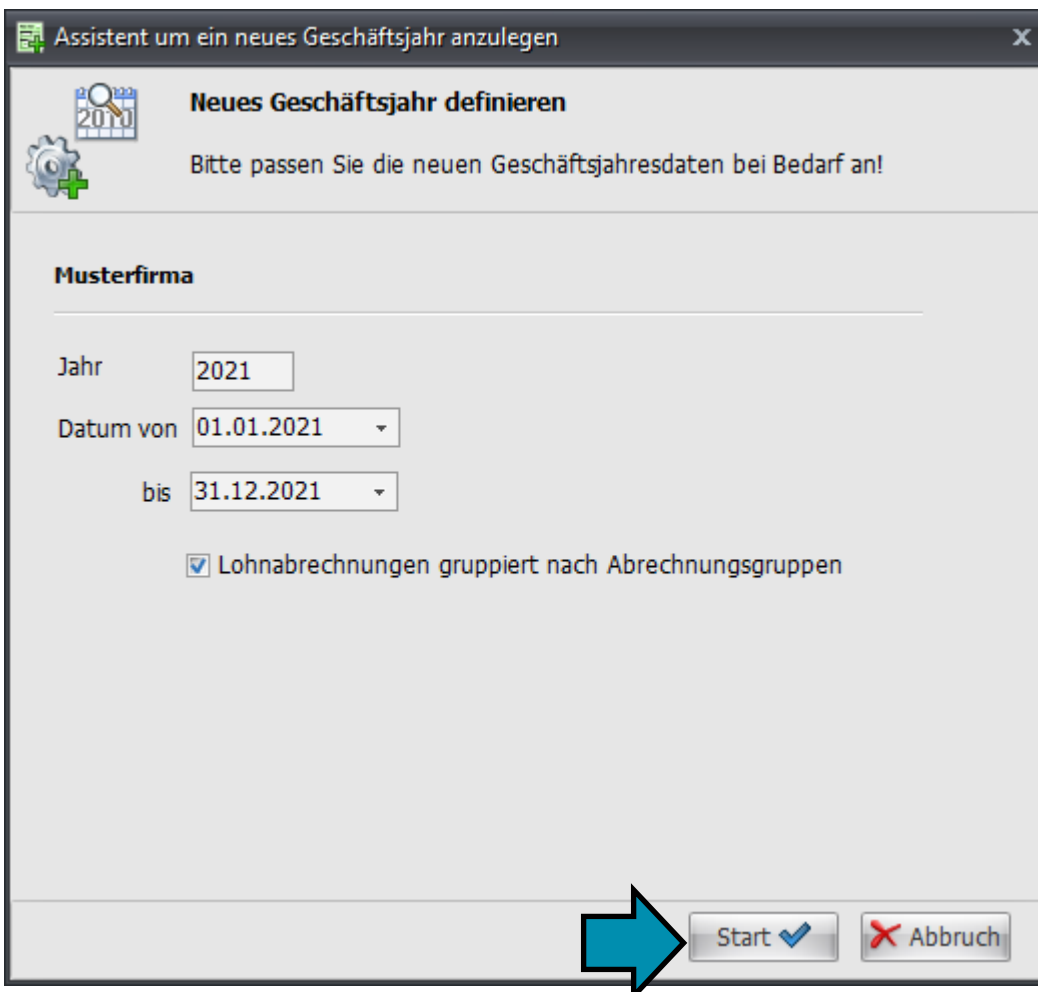 Assistent um ein neues Geschäftsjahr anzulegen
x
2010
Neues Geschäftsjahr definieren
Bitte passen Sie die neuen Geschäftsjahresdaten bei Bedarf an!
Musterfirma
Jahr 2021
Datum von 01.01.2021
bis 31.12.2021
Lohnabrechnungen gruppiert nach Abrechnungsgruppen
Start Abbruch